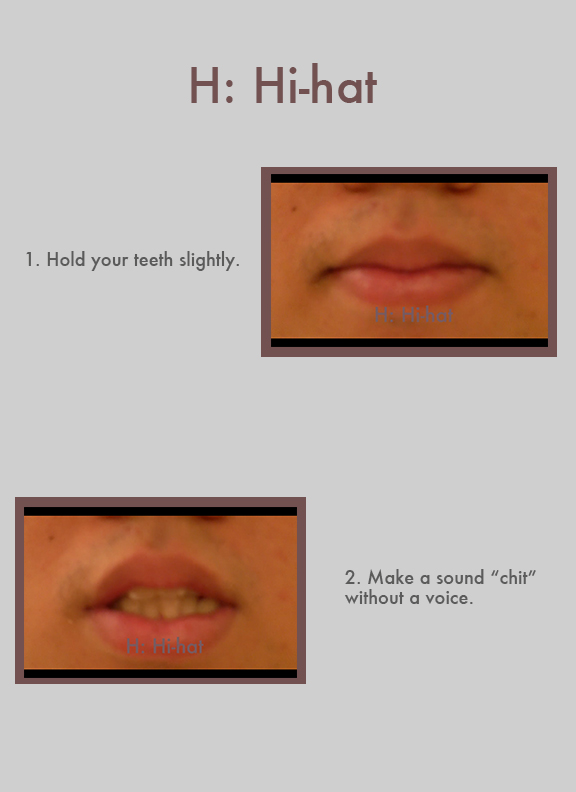 H: Hi-hat
1. Hold your teeth slightly.
H: Hi-hat
H: Hi-hat
2. Make a sound “chit”
without a voice.